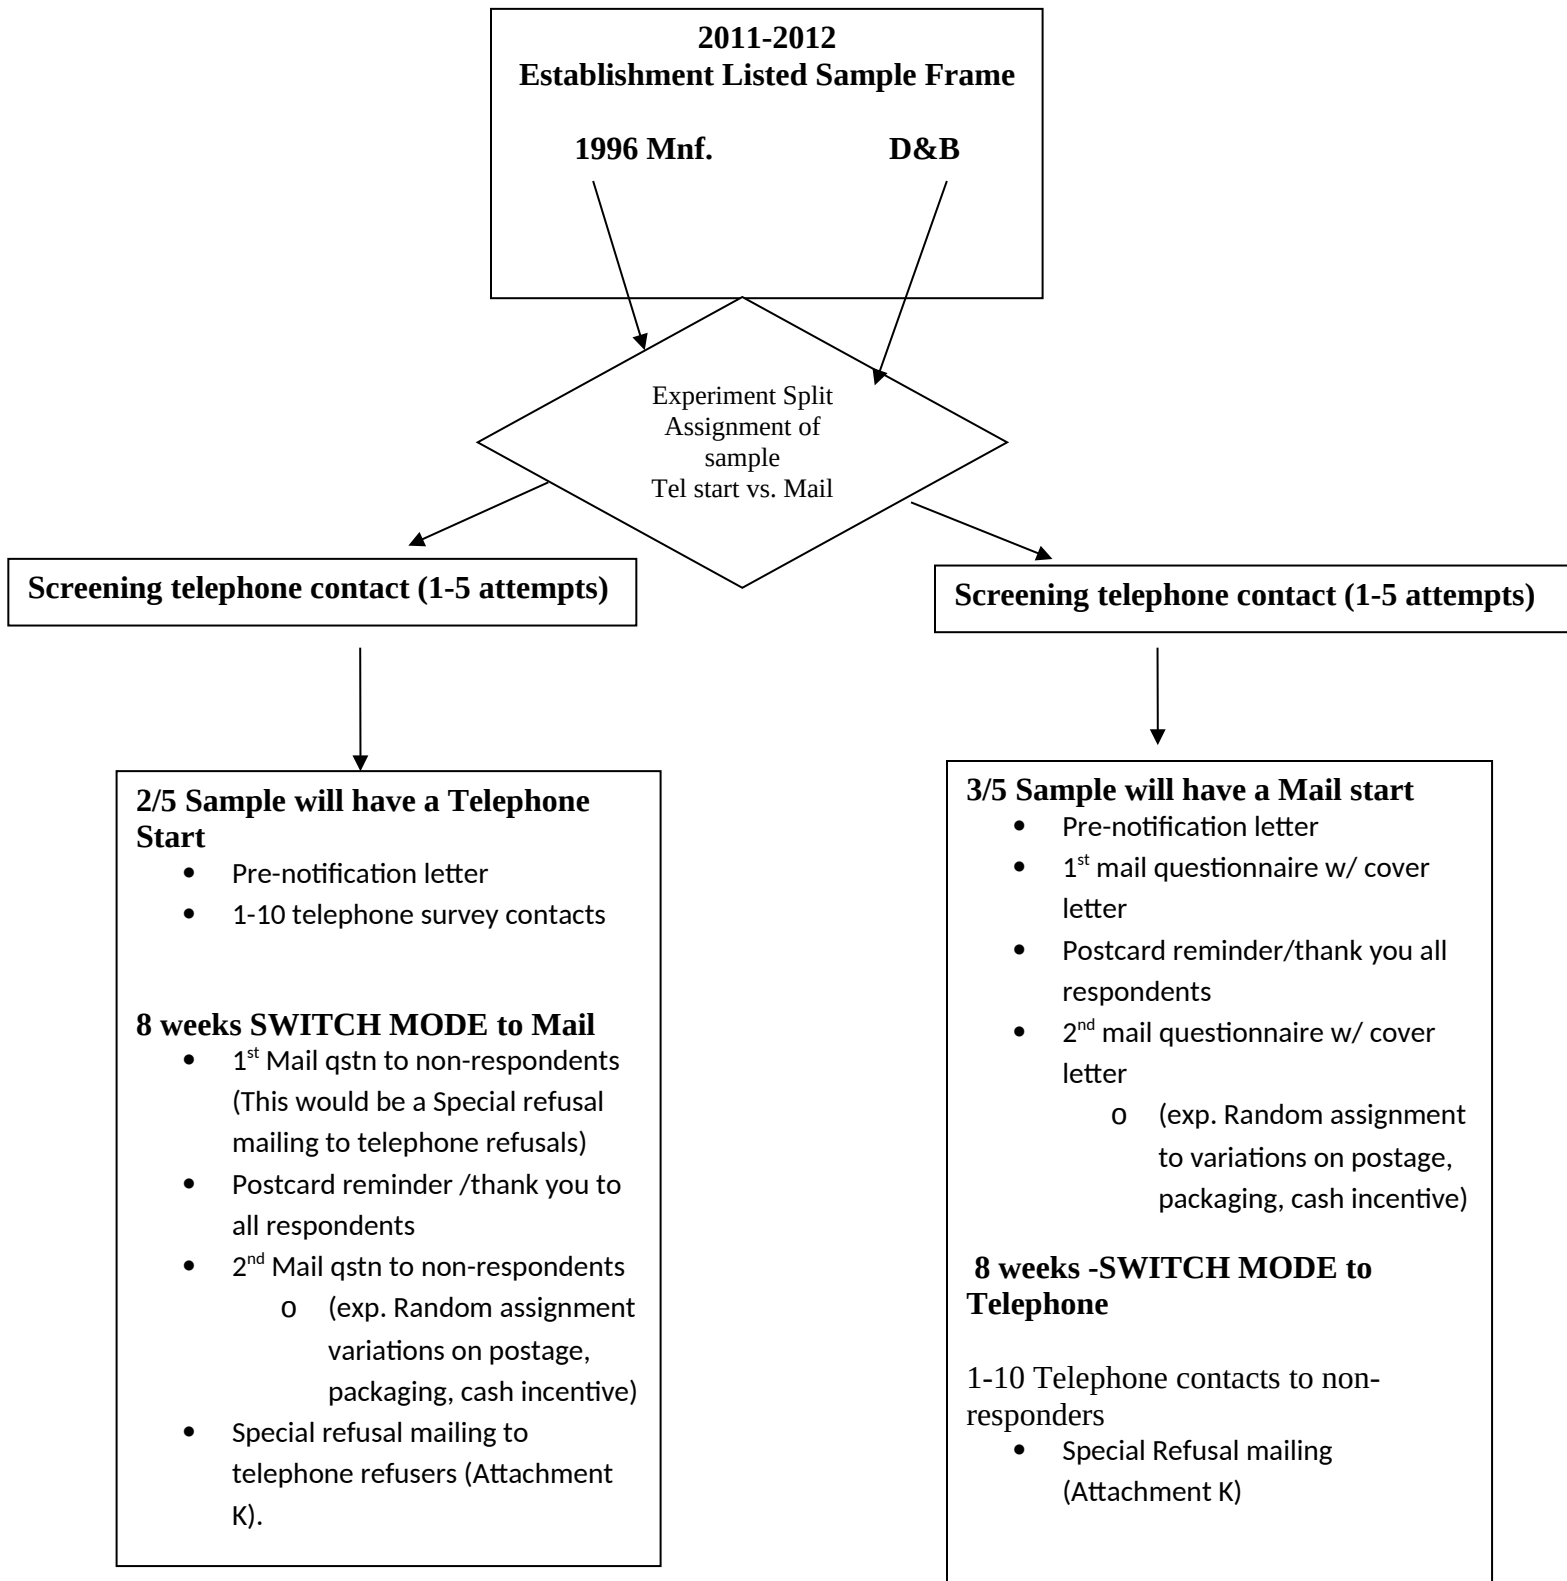 2011-2012
Establishment Listed Sample Frame
1996 Mnf. D&B
Experiment Split
Assignment of
sample
Tel start vs. Mail
Screening telephone contact (1-5 attempts)
Screening telephone contact (1-5 attempts)
2/5 Sample will have a Telephone
Start
• Pre-notification letter
• 1-10 telephone survey contacts
8 weeks SWITCH MODE to Mail
• 1st Mail qstn to non-respondents
(This would be a Special refusal
mailing to telephone refusals)
• Postcard reminder /thank you to
all respondents
• 2nd Mail qstn to non-respondents
o (exp. Random assignment
variations on postage,
packaging, cash incentive)
• Special refusal mailing to
telephone refusers (Attachment
K).
3/5 Sample will have a Mail start
• Pre-notification letter
• 1st mail questionnaire w/ cover
letter
• Postcard reminder/thank you all
respondents
• 2nd mail questionnaire w/ cover
letter
o (exp. Random assignment
to variations on postage,
packaging, cash incentive)
8 weeks -SWITCH MODE to
Telephone
1-10 Telephone contacts to non-
responders
• Special Refusal mailing
(Attachment K)